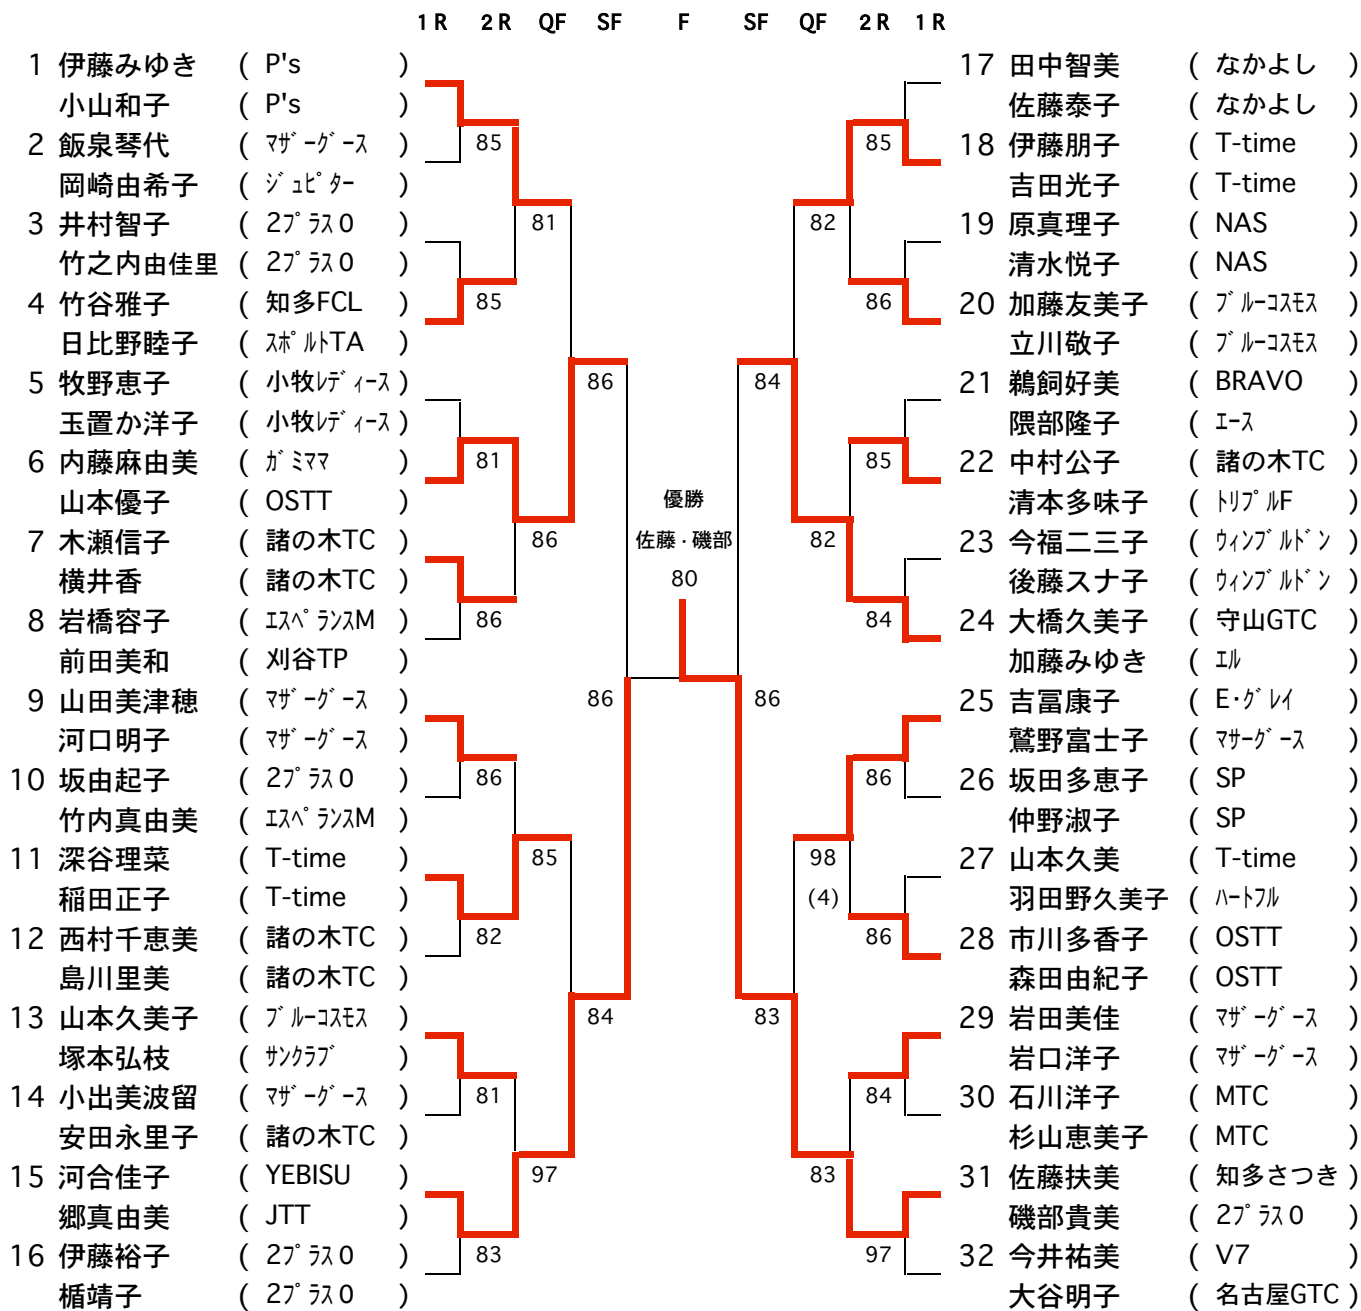 1R 2R QF SF F SF QF 2R 1R
1 伊藤みゆき ( P's ) 17 田中智美 ( なかよし )
小山和子 ( P's ) 佐藤泰子 ( なかよし )
2 飯泉琴代 ( ﾏｻﾞｰｸﾞｰｽ ) 85 85 18 伊藤朋子 ( T-time )
岡崎由希子 ( ｼﾞｭﾋﾟﾀｰ ) 吉田光子 ( T-time )
3 井村智子 ( 2ﾌﾟﾗｽ0 ) 81 82 19 原真理子 ( NAS )
竹之内由佳里 ( 2ﾌﾟﾗｽ0 ) 清水悦子 ( NAS )
4 竹谷雅子 ( 知多FCL ) 85 86 20 加藤友美子 ( ﾌﾞﾙｰｺｽﾓｽ )
日比野睦子 ( ｽﾎﾟﾙﾄTA ) 立川敬子 ( ﾌﾞﾙｰｺｽﾓｽ )
5 牧野恵子 ( 小牧ﾚﾃﾞｨｰｽ ) 86 84 21 鵜飼好美 ( BRAVO )
玉置か洋子 ( 小牧ﾚﾃﾞｨｰｽ ) 隈部隆子 ( ｴｰｽ )
6 内藤麻由美 ( ｶﾞﾐﾏﾏ ) 81 85 22 中村公子 ( 諸の木TC )
山本優子 ( OSTT ) 優勝 清本多味子 ( ﾄﾘﾌﾟﾙF )
7 木瀬信子 ( 諸の木TC ) 86 佐藤・磯部 82 23 今福二三子 ( ｳｨﾝﾌﾞﾙﾄﾞﾝ )
横井香 ( 諸の木TC ) 80 後藤スナ子 ( ｳｨﾝﾌﾞﾙﾄﾞﾝ )
8 岩橋容子 ( ｴｽﾍﾟﾗﾝｽM ) 86 84 24 大橋久美子 ( 守山GTC )
前田美和 ( 刈谷TP ) 加藤みゆき ( ｴﾙ )
9 山田美津穂 ( ﾏｻﾞｰｸﾞｰｽ ) 86 86 25 吉冨康子 ( E・ｸﾞﾚｲ )
河口明子 ( ﾏｻﾞｰｸﾞｰｽ ) 鷲野富士子 ( ﾏｻｰｸﾞｰｽ )
10 坂由起子 ( 2ﾌﾟﾗｽ0 ) 86 86 26 坂田多恵子 ( SP )
竹内真由美 ( ｴｽﾍﾟﾗﾝｽM ) 仲野淑子 ( SP )
11 深谷理菜 ( T-time ) 85 98 27 山本久美 ( T-time )
稲田正子 ( T-time ) (4) 羽田野久美子 ( ﾊｰﾄﾌﾙ )
12 西村千恵美 ( 諸の木TC ) 82 86 28 市川多香子 ( OSTT )
島川里美 ( 諸の木TC ) 森田由紀子 ( OSTT )
13 山本久美子 ( ﾌﾞﾙｰｺｽﾓｽ ) 84 83 29 岩田美佳 ( ﾏｻﾞｰｸﾞｰｽ )
塚本弘枝 ( ｻﾝｸﾗﾌﾞ ) 岩口洋子 ( ﾏｻﾞｰｸﾞｰｽ )
14 小出美波留 ( ﾏｻﾞｰｸﾞｰｽ ) 81 84 30 石川洋子 ( MTC )
安田永里子 ( 諸の木TC ) 杉山恵美子 ( MTC )
15 河合佳子 ( YEBISU ) 97 83 31 佐藤扶美 ( 知多さつき )
郷真由美 ( JTT ) 磯部貴美 ( 2ﾌﾟﾗｽ0 )
16 伊藤裕子 ( 2ﾌﾟﾗｽ0 ) 83 97 32 今井祐美 ( V7 )
楯靖子 ( 2ﾌﾟﾗｽ0 ) 大谷明子 ( 名古屋GTC )